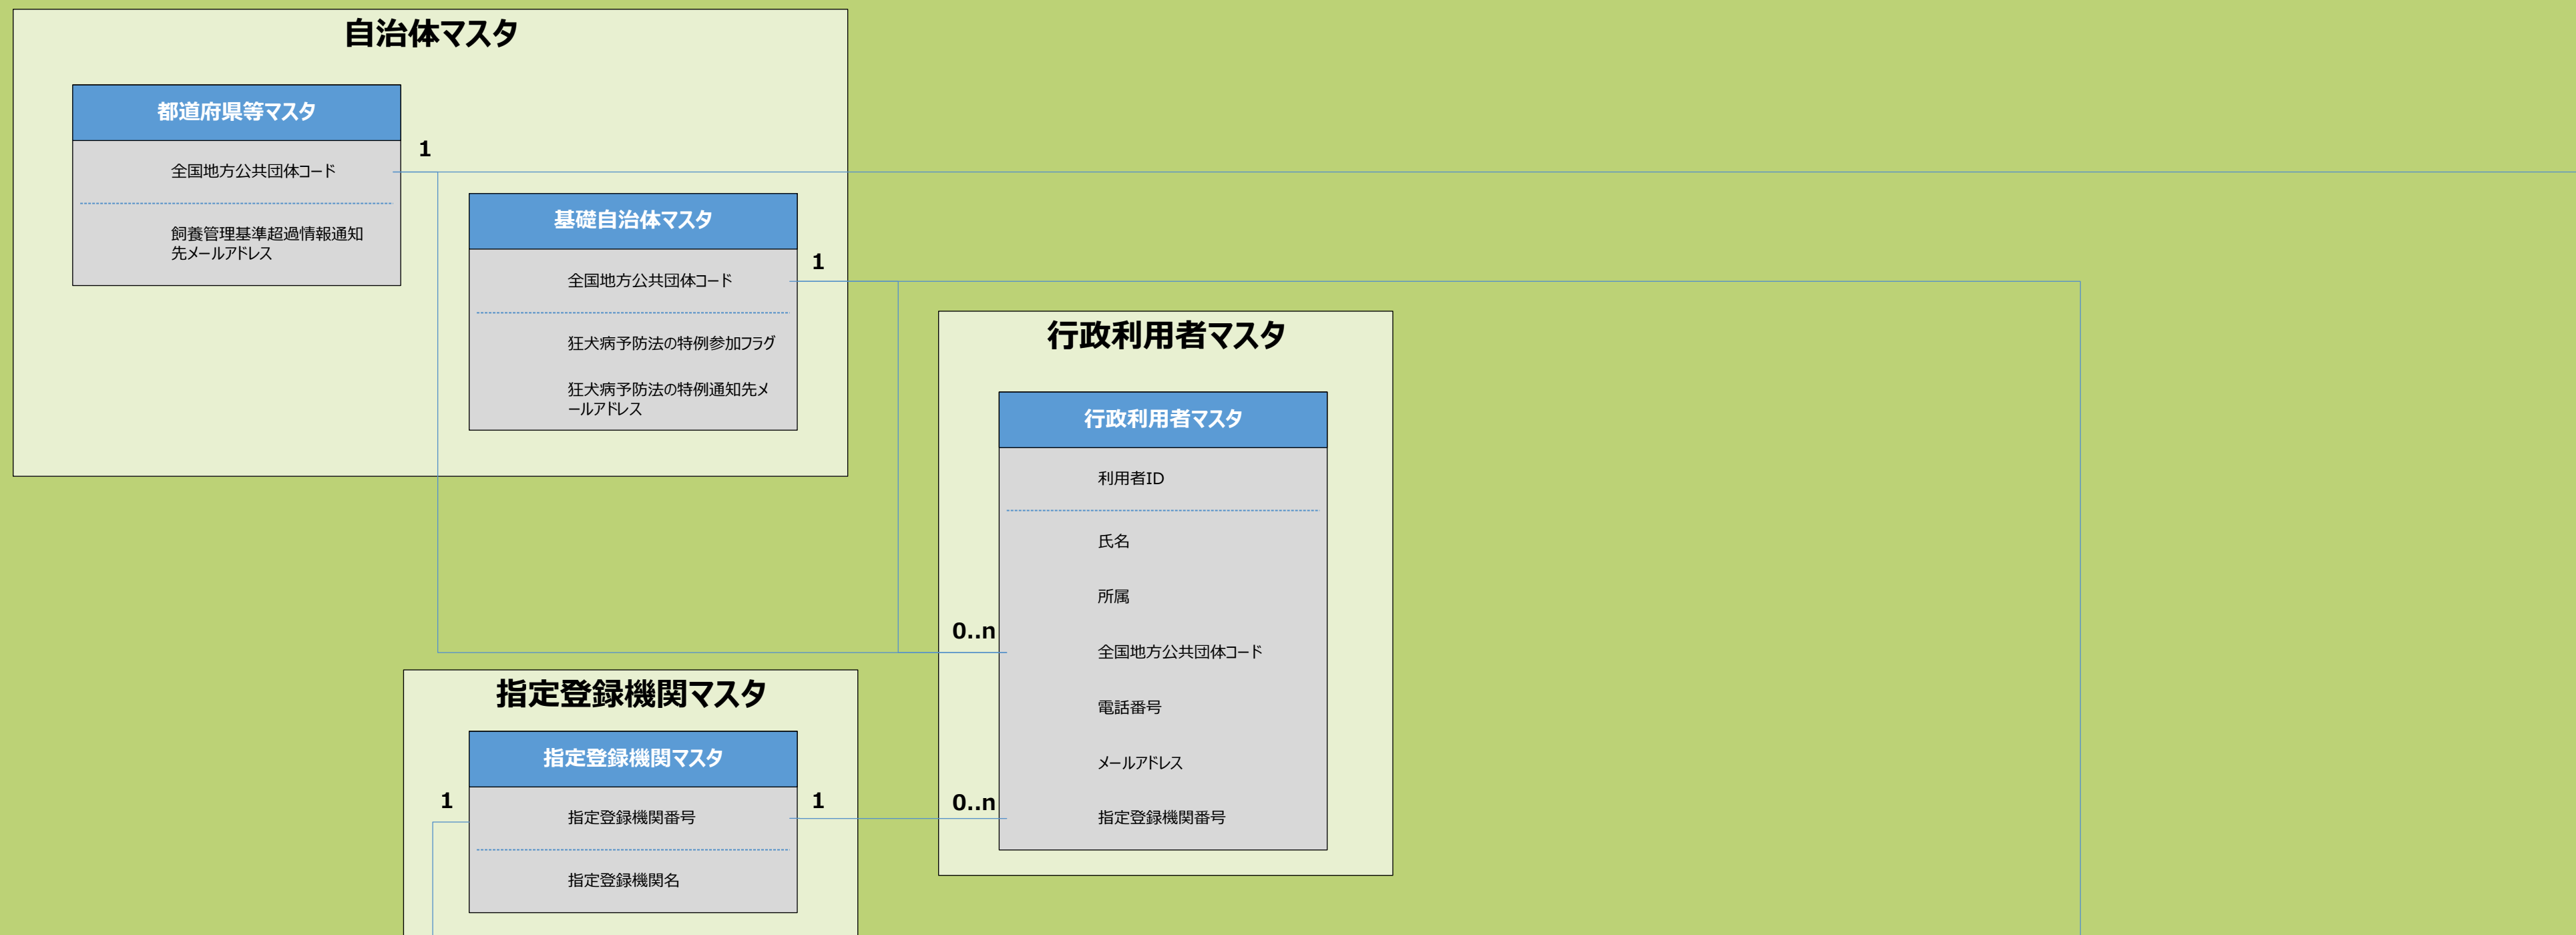 自治体マスタ
都道府県等マスタ
1
全国地方公共団体コード
飼養管理基準超過情報通知
先メールアドレス
基礎自治体マスタ
1
全国地方公共団体コード
狂犬病予防法の特例参加フラグ
狂犬病予防法の特例通知先メ
ールアドレス
行政利用者マスタ
行政利用者マスタ
利用者ID
氏名
所属
0..n
全国地方公共団体コード
電話番号
メールアドレス
0..n
指定登録機関番号
指定登録機関マスタ
指定登録機関マスタ
1
1
指定登録機関番号
指定登録機関名